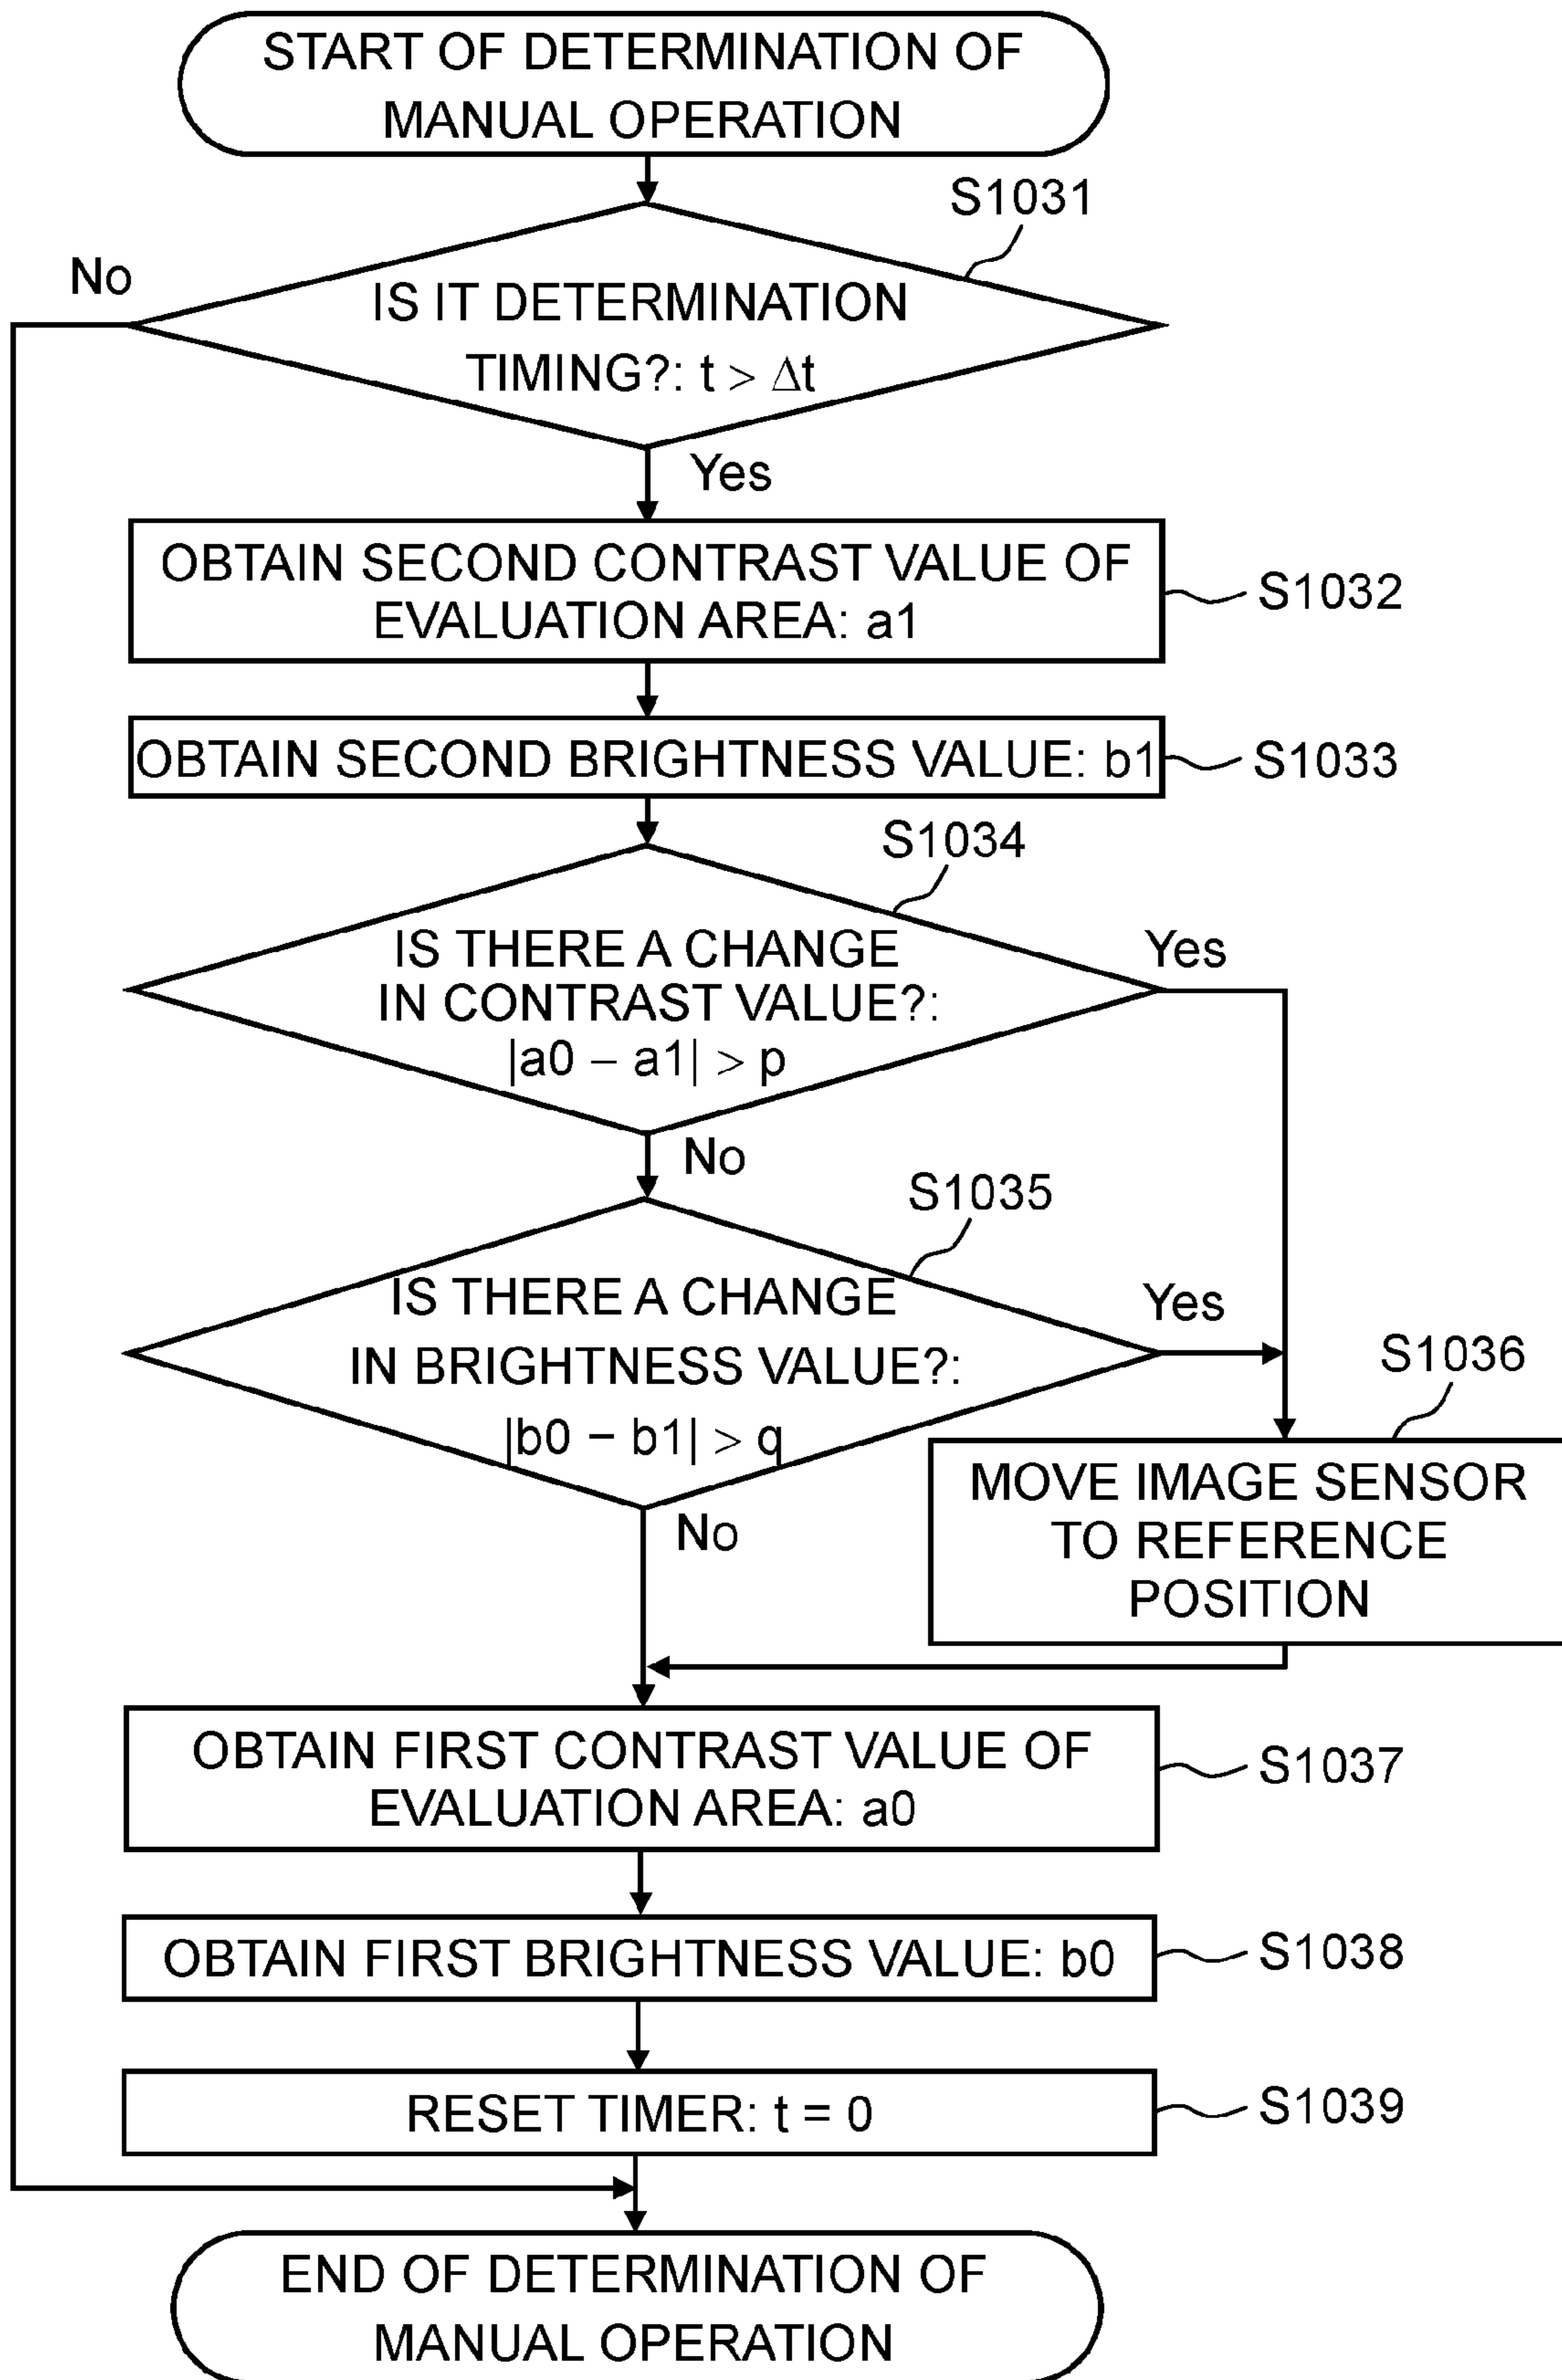 START OF DETERMINATION OF
MANUAL OPERATION
S1031
No
IS IT DETERMINATION
TIMING?: t > Δt
Yes
OBTAIN SECOND CONTRAST VALUE OF
EVALUATION AREA: a1
S1032
OBTAIN SECOND BRIGHTNESS VALUE: b1
S1033
S1034
IS THERE A CHANGE
IN CONTRAST VALUE?:
|a0 − a1| > p
Yes
No
S1035
IS THERE A CHANGE
IN BRIGHTNESS VALUE?:
|b0 − b1| > q
Yes
No
S1036
MOVE IMAGE SENSOR
TO REFERENCE
POSITION
OBTAIN FIRST CONTRAST VALUE OF
EVALUATION AREA: a0
S1037
OBTAIN FIRST BRIGHTNESS VALUE: b0
S1038
RESET TIMER: t = 0
S1039
END OF DETERMINATION OF
MANUAL OPERATION